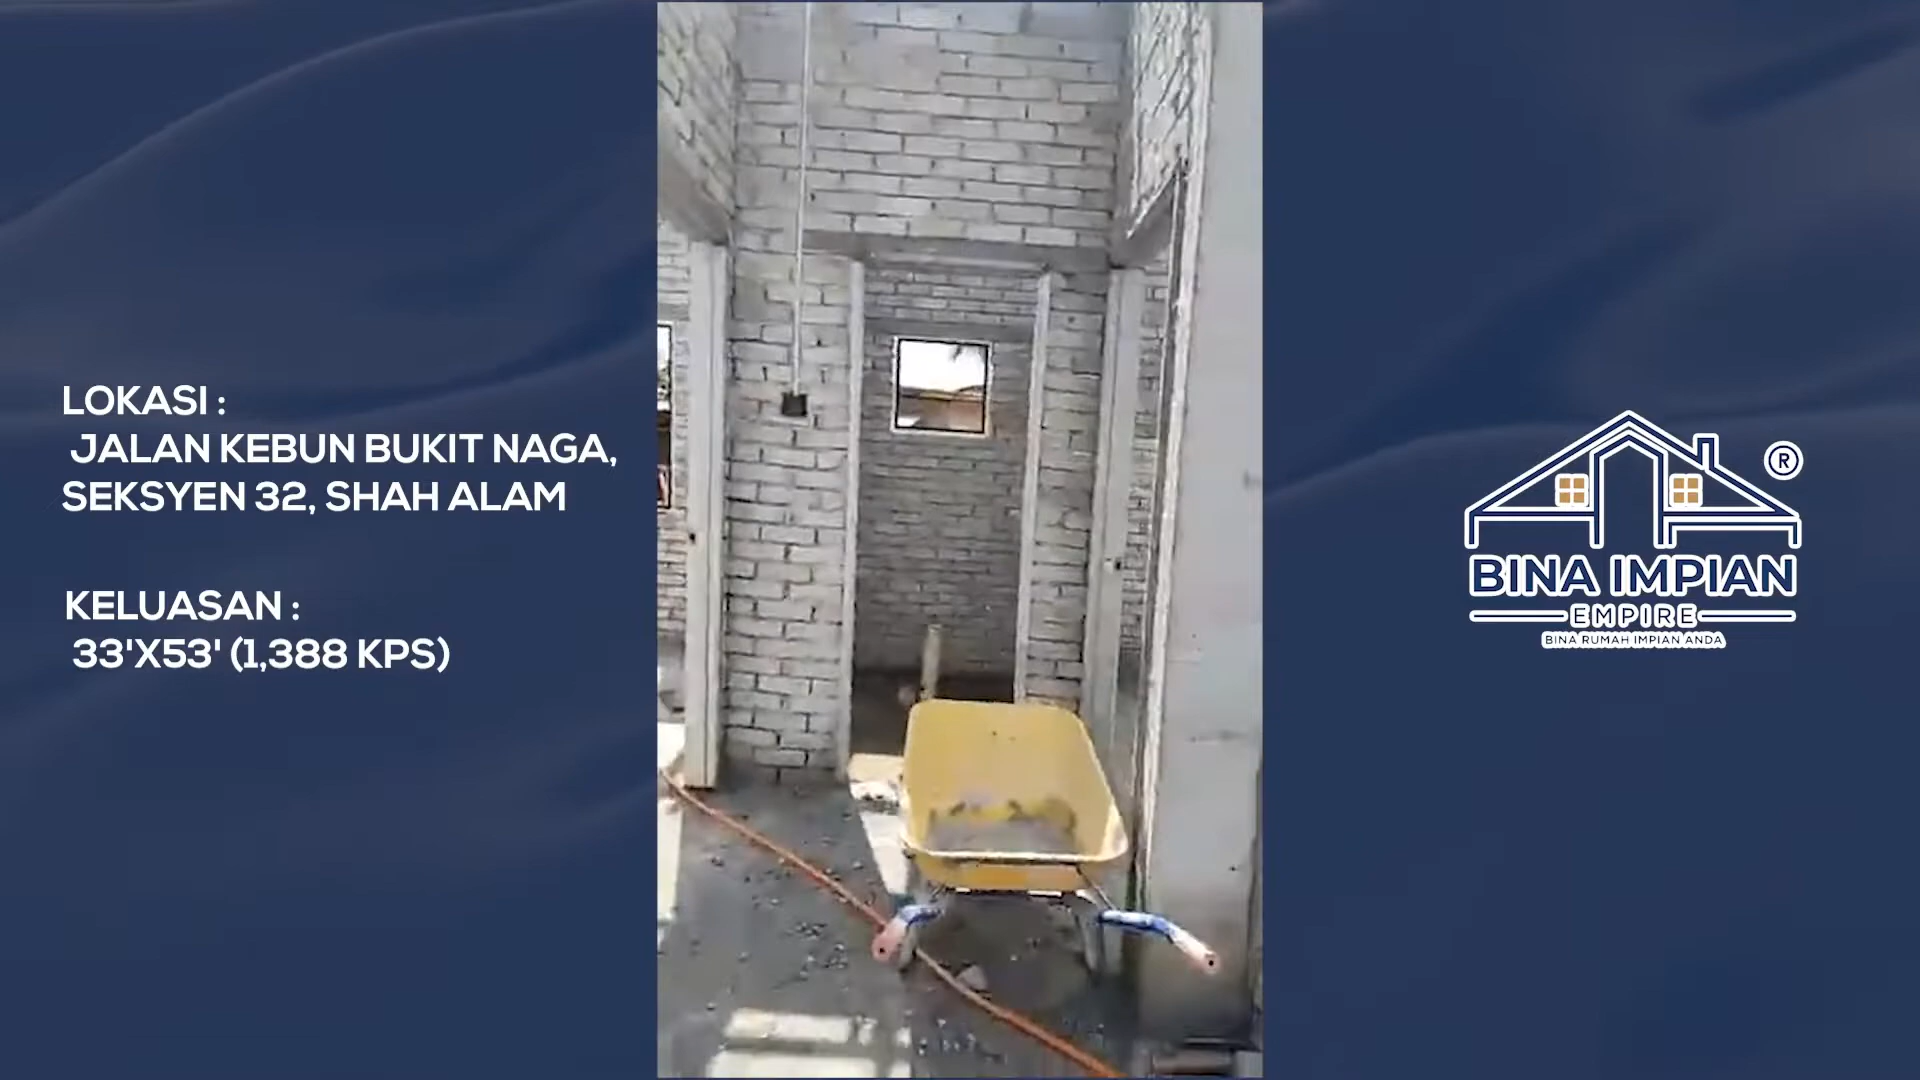 LOKASI :
JALAN KEBUN BUKIT NAGA,
SEKSYEN 32, SHAH ALAM
KELUASAN :
33'X53' (1,388 KPS)
®
BINA IMPIAN
EMPIRE
BINA RUMAH IMPIAN ANDA